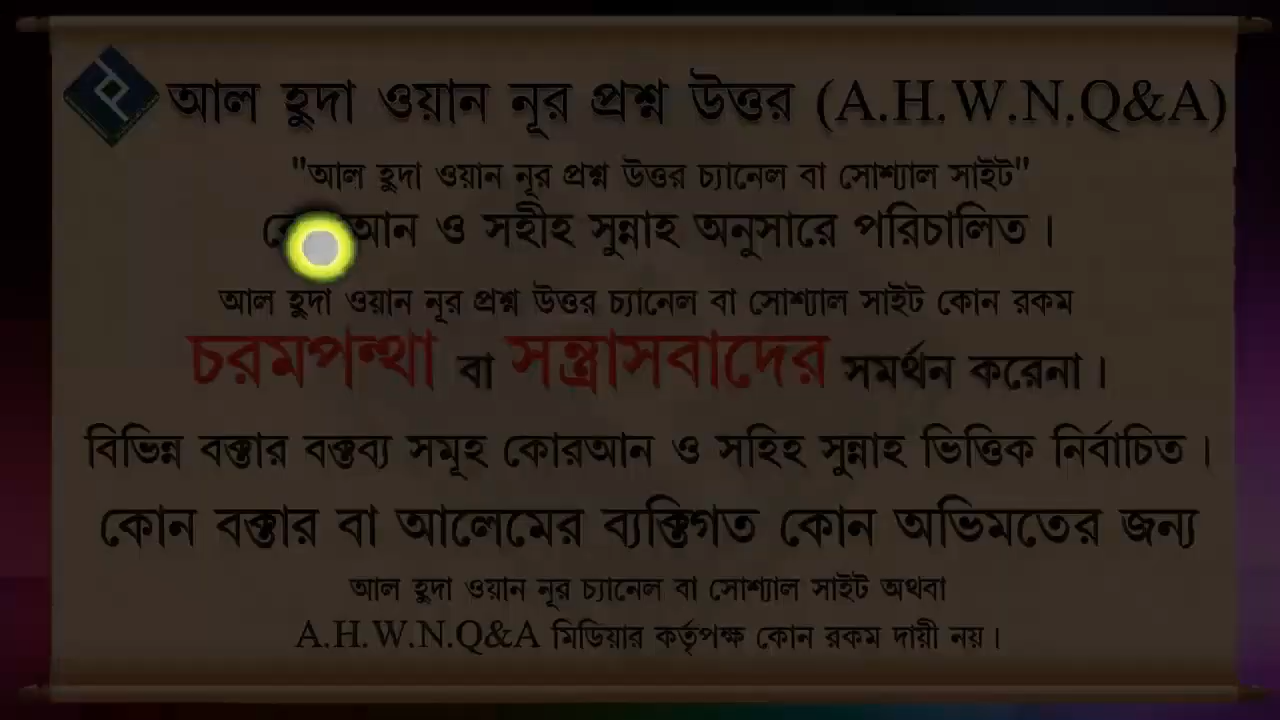 আল হুদা ওয়ান নূর প্রশ্ন উত্তর (A.H.W.N.Q&A)
"আল হুদা ওয়ান নূর প্রশ্ন উত্তর চ্যানেল বা সোশ্যাল সাইট"
ও সহীহ সুন্নাহ অনুসারে পরিচালিত।
আল হুদা ওয়ান নূর প্রশ্ন উত্তর চ্যানেল বা সোশ্যাল সাইট কোন রকম
চরমপন্থা বা সন্ত্রাসবাদের সমর্থন করেনা।
বিভিন্ন বক্তার বক্তব্য সমূহ কোরআন ও সহিহ সুন্নাহ ভিত্তিক নির্বাচিত।
কোন বক্তার বা আলেমের ব্যক্তিগত কোন অভিমতের জন্য
আল হুদা ওয়ান নূর চ্যানেল বা সোশ্যাল সাইট অথবা
A.H.W.N.Q&A মিডিয়ার কর্তৃপক্ষ কোন রকম দায়ী নয়।